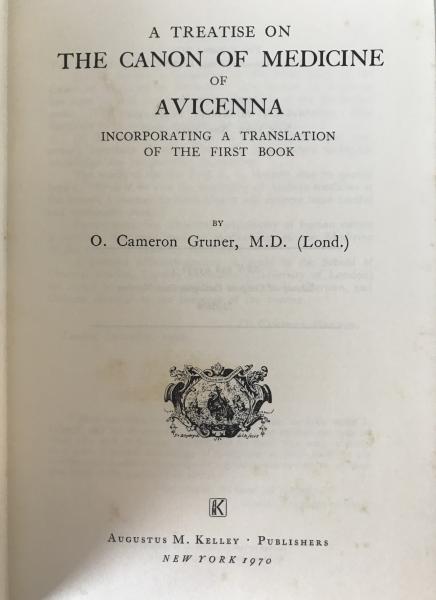 A TREATISE ON
THE CANON OF MEDICINE
OF
AVICENNA
INCORPORATING A TRANSLATION
OF THE FIRST BOOK
BY
O. Cameron Gruner, M.D. (Lond.)
K
AUGUSTUS M. KELLEY · PUBLISHERS
NEW YORK 1970